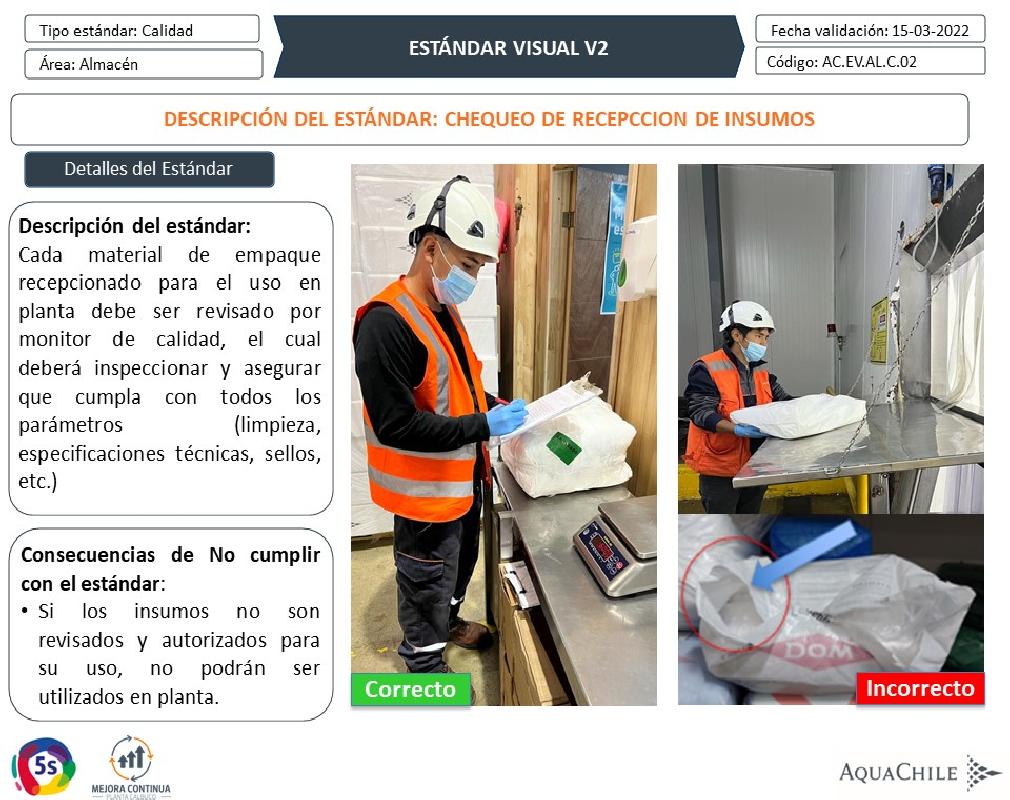 Tipo estándar: Calidad
Área: Almacén
ESTÁNDAR VISUAL V2
Fecha validación: 15-03-2022
Código: AC.EV.AL.C.02
DESCRIPCIÓN DEL ESTÁNDAR: CHEQUEO DE RECEPCCION DE INSUMOS
Detalles del Estándar
Descripción del estándar:
Cada material de empaque
recepcionado para el uso en
planta debe ser revisado por
monitor de calidad, el cual
deberá inspeccionar y asegurar
que cumpla con todos los
parámetros (limpieza,
especificaciones técnicas, sellos,
etc.)
Consecuencias de No cumplir
con el estándar:
• Si los insumos no son
revisados y autorizados para
su uso, no podrán ser
utilizados en planta.
Correcto
DOW
Incorrecto
5s
MEJORA CONTINUA
PLANTA CALBUCO
AQUACHILE